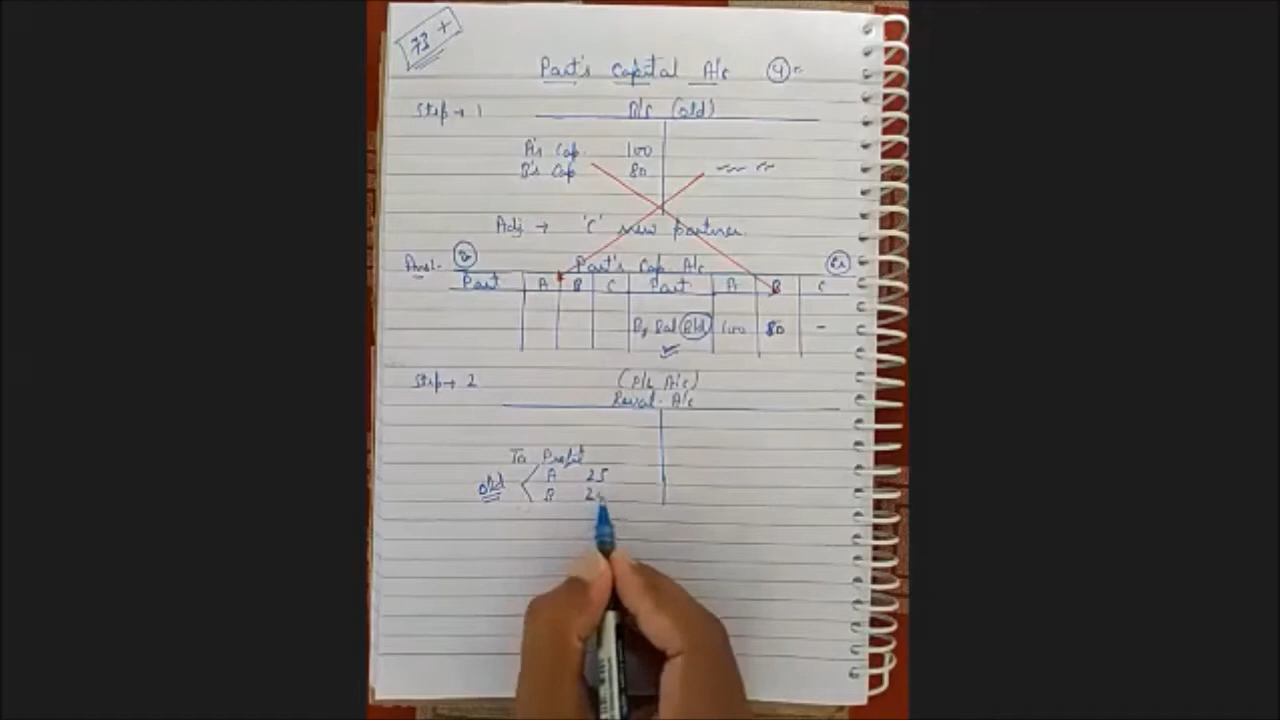 73 +
Part's Capital A/c 4
Step → 1 B/S (old)
A's Cap. 100
B's Cap 80
Adj → 'C' new partner.
Ans1- Dr Part's Cap A/c Cr
Part A B C Part A B C
By Bal Old 100 80 -
Step → 2 (P/L A/c)
Reval. A/c
To Profit
Old A 25
B